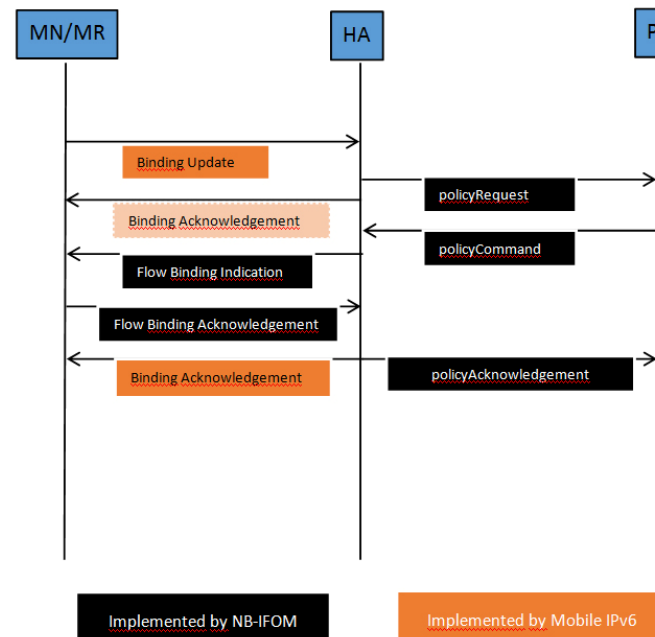 MN/MR
HA
P
Binding Update
policyRequest
Binding Acknowledgement
policyCommand
Flow Binding Indication
Flow Binding Acknowledgement
Binding Acknowledgement
policyAcknowledgement
Implemented by NB-IFOM
Implemented by Mobile IPv6